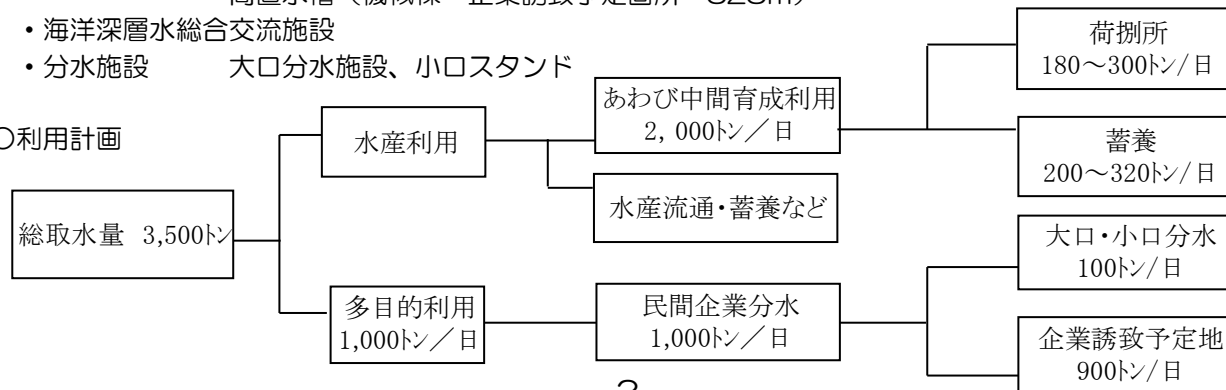 ・海洋深層水総合交流施設
・分水施設 大口分水施設、小口スタンド
〇利用計画
総取水量 3,500トン
水産利用
多目的利用
1,000トン／日
あわび中間育成利用
2,000トン／日
水産流通・蓄養など
民間企業分水
1,000トン／日
荷捌所
180～300トン/日
蓄養
200～320トン/日
大口・小口分水
100トン/日
企業誘致予定地
900トン/日